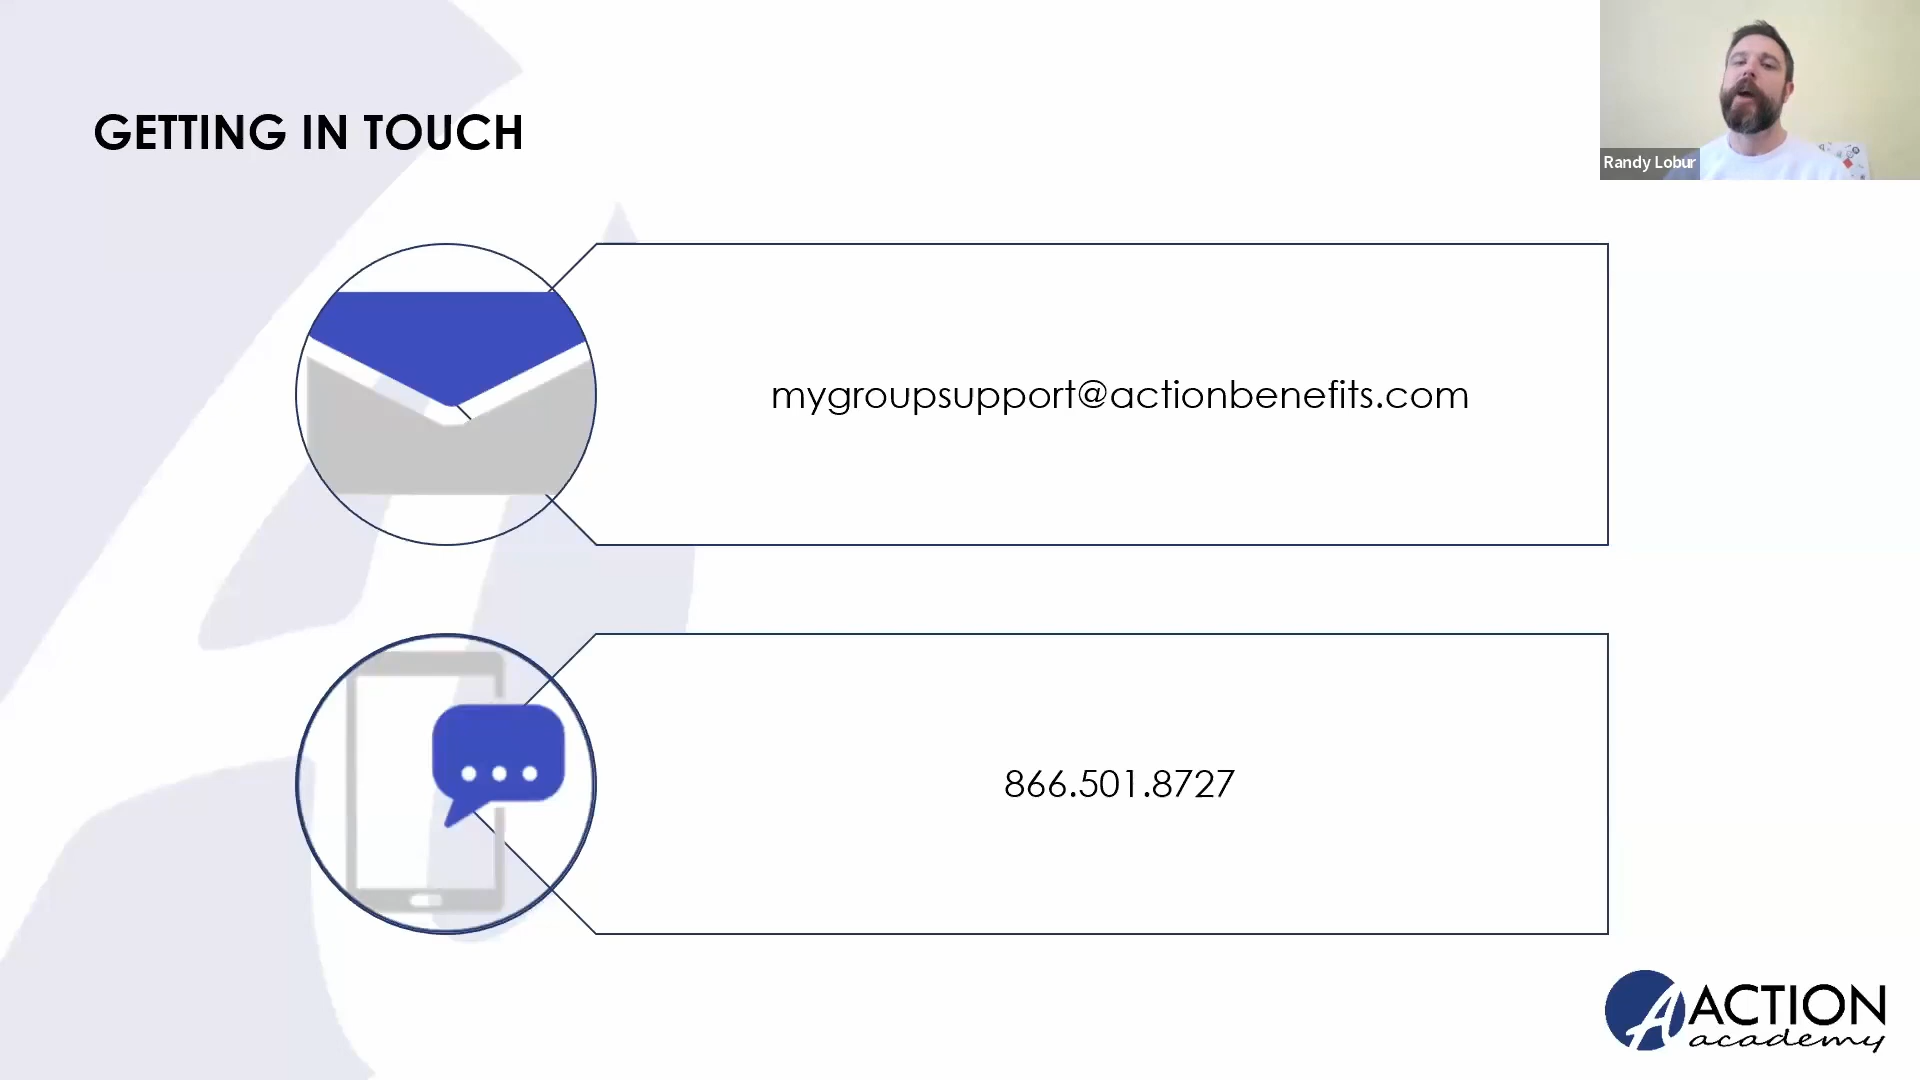 GETTING IN TOUCH
Randy Lobur
mygroupsupport@actionbenefits.com
866.501.8727
A ACTION
academy